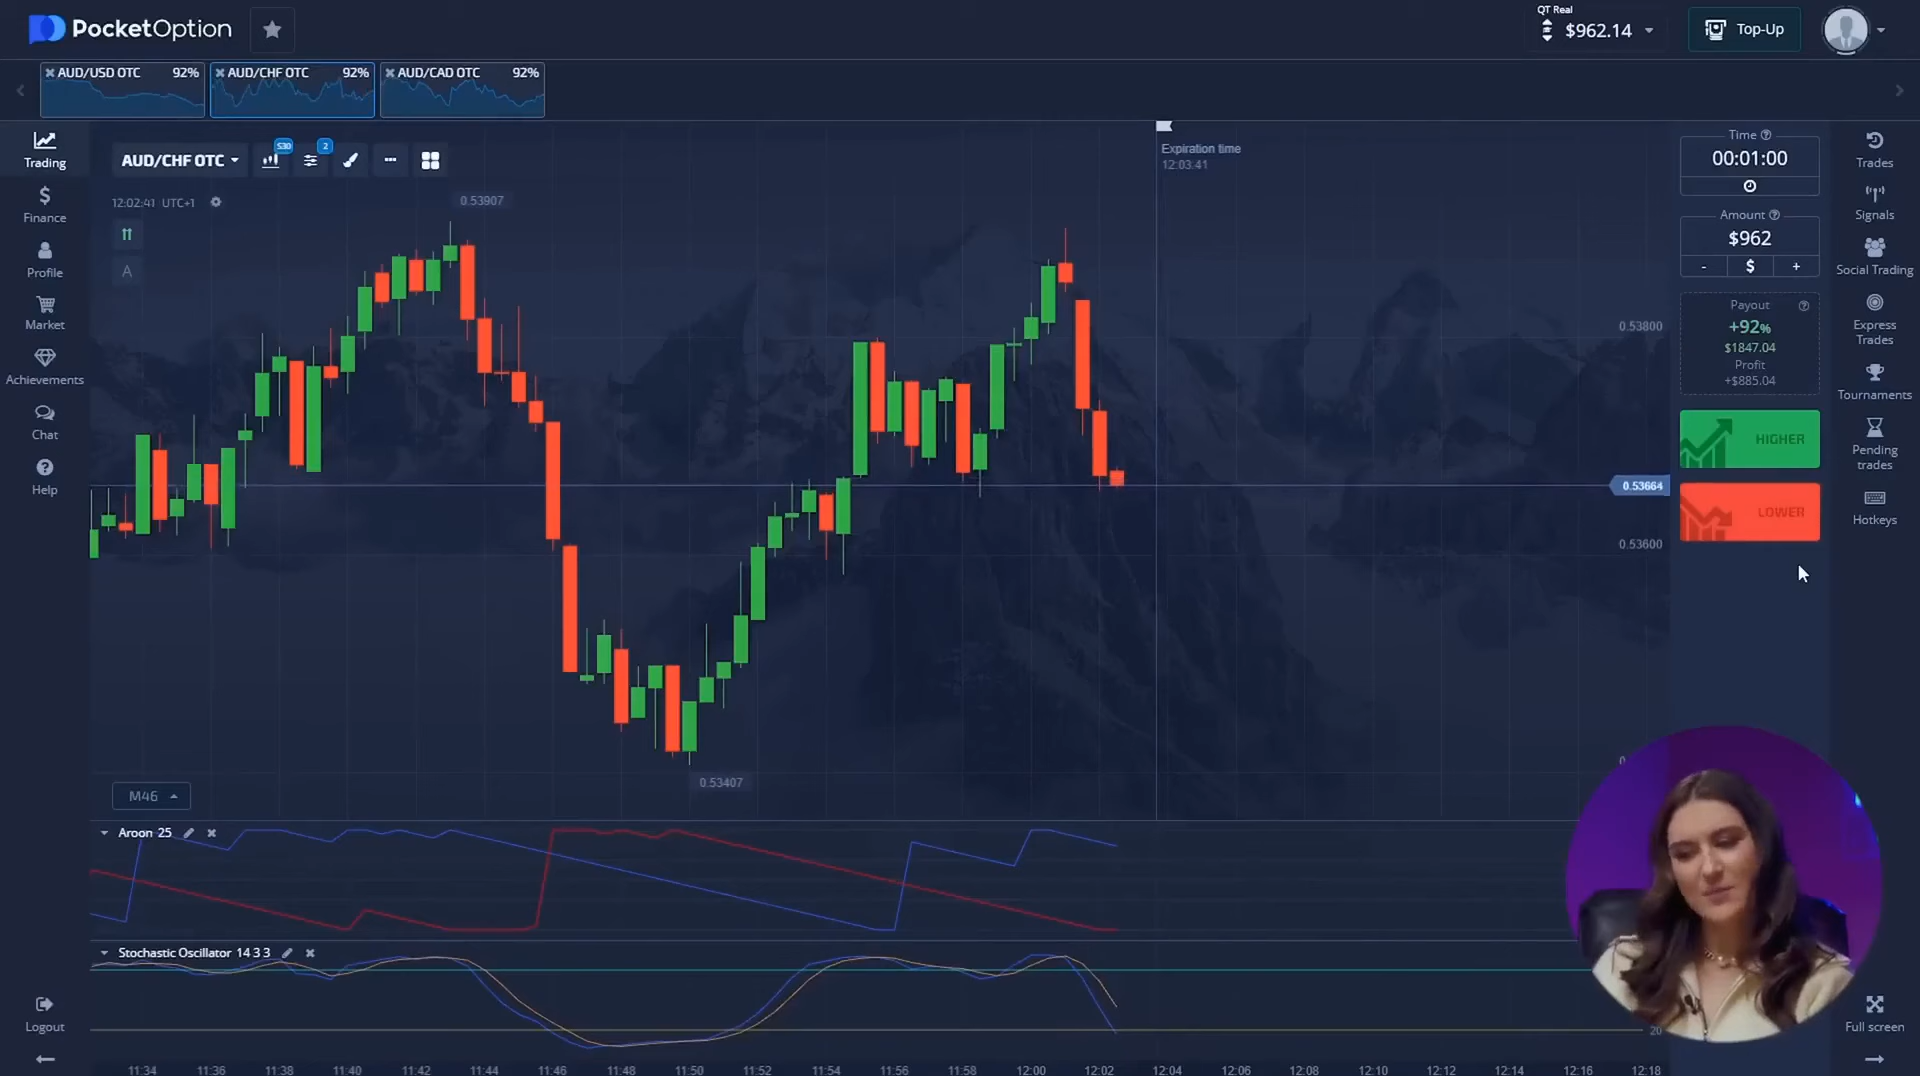 PocketOption
QT Real
$962.14
Top-Up
AUD/USD OTC 92%
AUD/CHF OTC 92%
AUD/CAD OTC 92%
Trading
Finance
Profile
Market
Achievements
Chat
Help
Logout
AUD/CHF OTC
S30
2
12:02:41 UTC+1
A
0.53907
Expiration time
12:03:41
0.53800
0.53664
0.53600
0.53407
M46
Aroon 25
Stochastic Oscillator 14 3 3
20
11:34 11:36 11:38 11:40 11:42 11:44 11:46 11:48 11:50 11:52 11:54 11:56 11:58 12:00 12:02 12:04 12:06 12:08 12:10 12:12 12:14 12:16 12:18
Time
00:01:00
Amount
$962
- $ +
Payout
+92%
$1847.04
Profit
+$885.04
HIGHER
LOWER
Trades
Signals
Social Trading
Express
Trades
Tournaments
Pending
trades
Hotkeys
Full screen